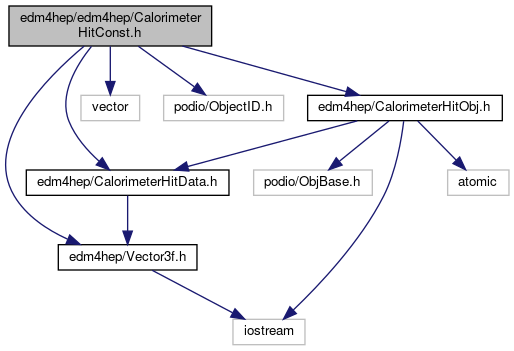 edm4hep/edm4hep/Calorimeter
HitConst.h
vector
podio/ObjectID.h
edm4hep/CalorimeterHitObj.h
edm4hep/CalorimeterHitData.h
podio/ObjBase.h
atomic
edm4hep/Vector3f.h
iostream